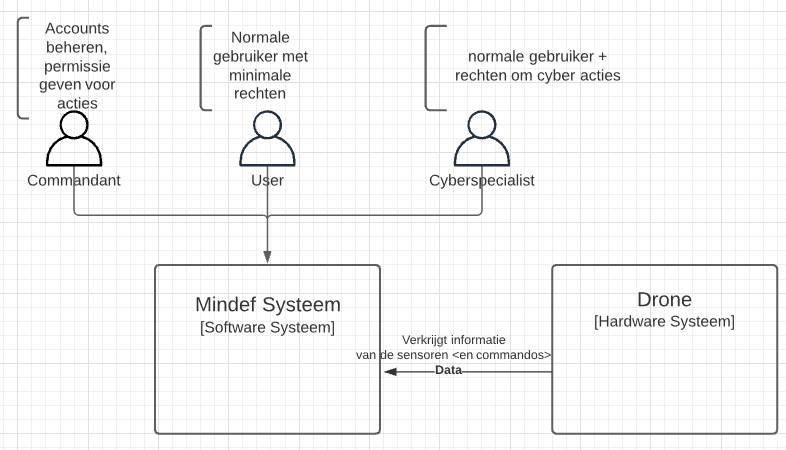 Accounts
beheren,
permissie
geven voor
acties
Normale
gebruiker met
minimale
rechten
normale gebruiker +
rechten om cyber acties
Commandant
User
Cyberspecialist
Mindef Systeem
[Software Systeem]
Drone
[Hardware Systeem]
Verkrijgt informatie
van de sensoren <en commandos>
Data